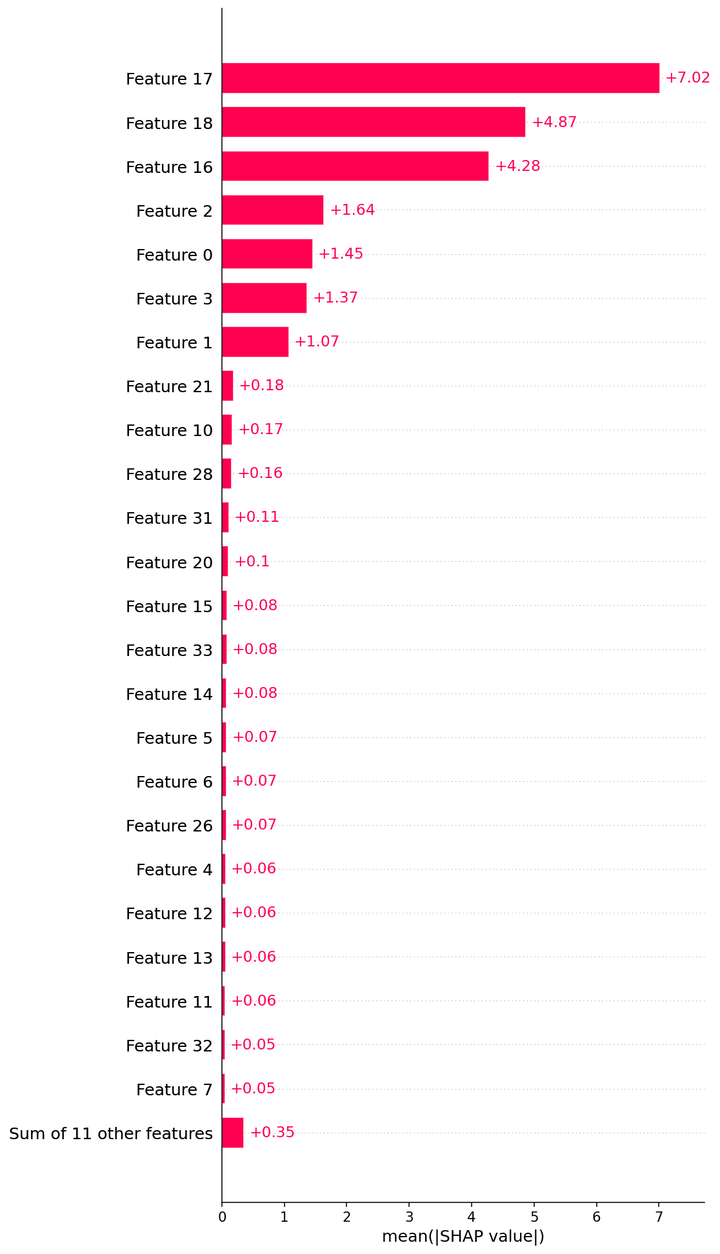 Feature 17 +7.02
Feature 18 +4.87
Feature 16 +4.28
Feature 2 +1.64
Feature 0 +1.45
Feature 3 +1.37
Feature 1 +1.07
Feature 21 +0.18
Feature 10 +0.17
Feature 28 +0.16
Feature 31 +0.11
Feature 20 +0.1
Feature 15 +0.08
Feature 33 +0.08
Feature 14 +0.08
Feature 5 +0.07
Feature 6 +0.07
Feature 26 +0.07
Feature 4 +0.06
Feature 12 +0.06
Feature 13 +0.06
Feature 11 +0.06
Feature 32 +0.05
Feature 7 +0.05
Sum of 11 other features +0.35
0 1 2 3 4 5 6 7
mean(|SHAP value|)